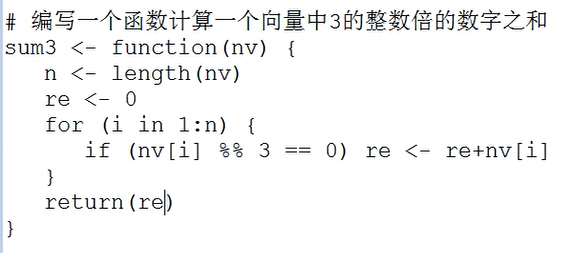 # 编写一个函数计算一个向量中3的整数倍的数字之和
sum3 <- function(nv) {
   n <- length(nv)
   re <- 0
   for (i in 1:n) {
      if (nv[i] %% 3 == 0) re <- re+nv[i]
   }
   return(re)
}